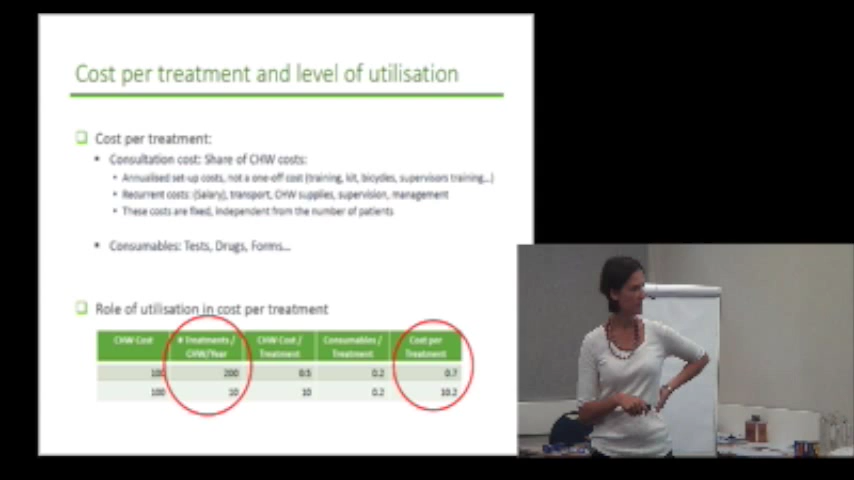 Cost per treatment and level of utilisation
Cost per treatment:
Consultation cost: Share of CHW costs:
Annualised set-up costs, not a one-off cost (training, kit, bicycles, supervisors training...)
Recurrent costs: (Salary), transport, CHW supplies, supervision, management
These costs are fixed, independent from the number of patients
Consumables: Tests, Drugs, Forms...
Role of utilisation in cost per treatment
CHW Cost # Treatments / CHW/Year CHW Cost / Treatment Consumables / Treatment Cost per Treatment
100 200 0.5 0.2 0.7
100 10 10 0.2 10.2